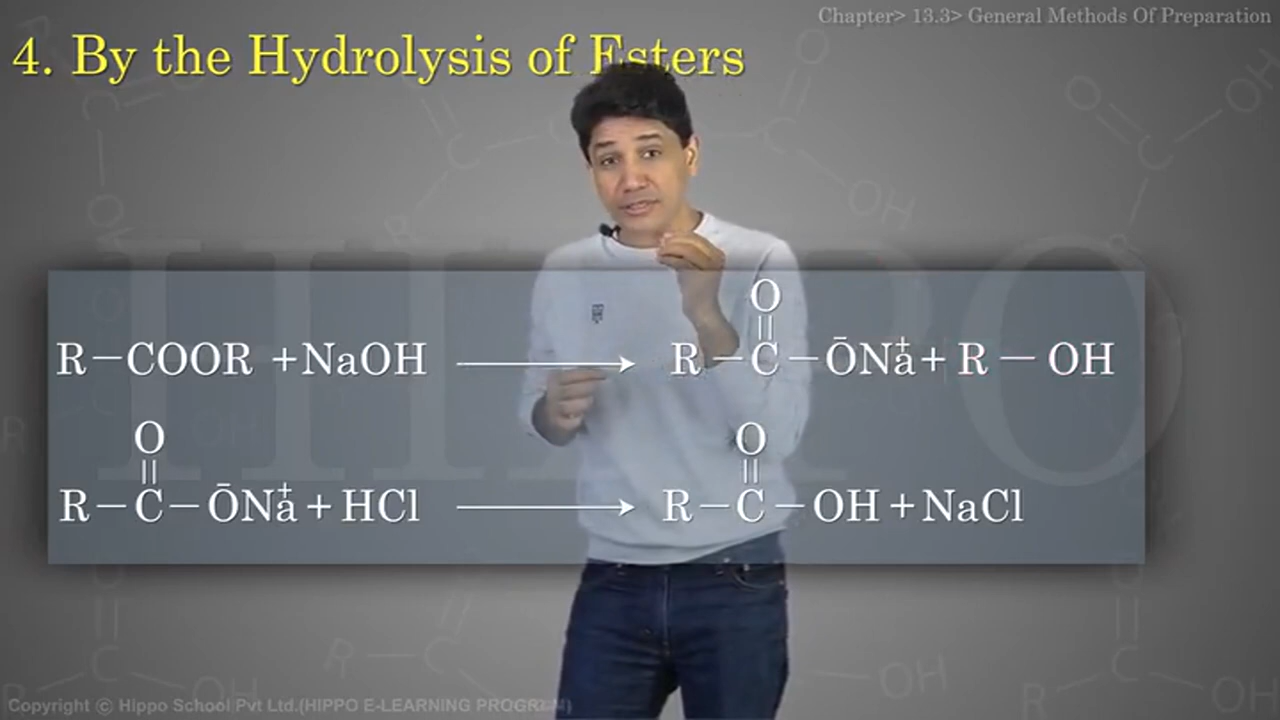 Chapter> 13.3> General Methods Of Preparation
4. By the Hydrolysis of Esters
HIPPO
O
||
R−COOR +NaOH ⟶ R−C−ŌNa⁺+R−OH
O O
|| ||
R−C−ŌNa⁺+HCl ⟶ R−C−OH+NaCl
Copyright © Hippo School Pvt Ltd.(HIPPO E-LEARNING PROGRAM)